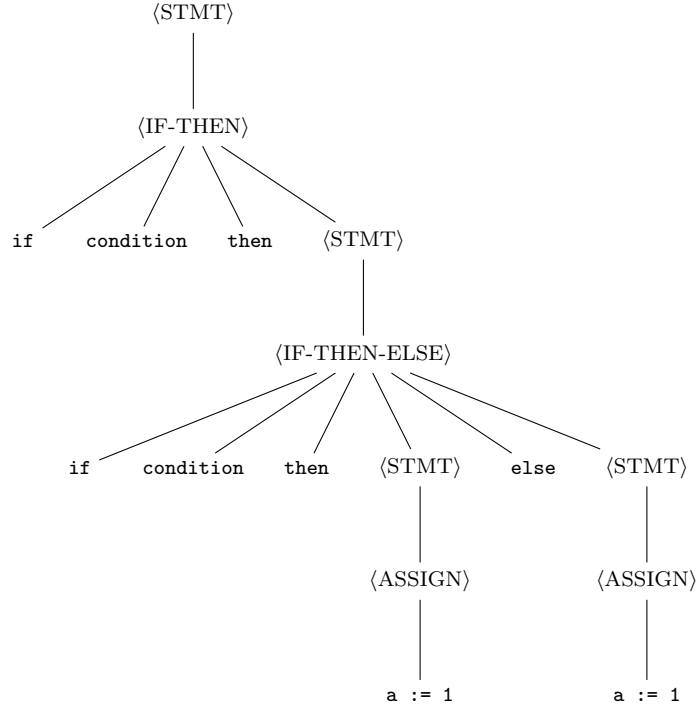 ⟨STMT⟩
⟨IF-THEN⟩
if condition then ⟨STMT⟩
⟨IF-THEN-ELSE⟩
if condition then ⟨STMT⟩ else ⟨STMT⟩
⟨ASSIGN⟩ ⟨ASSIGN⟩
a := 1 a := 1